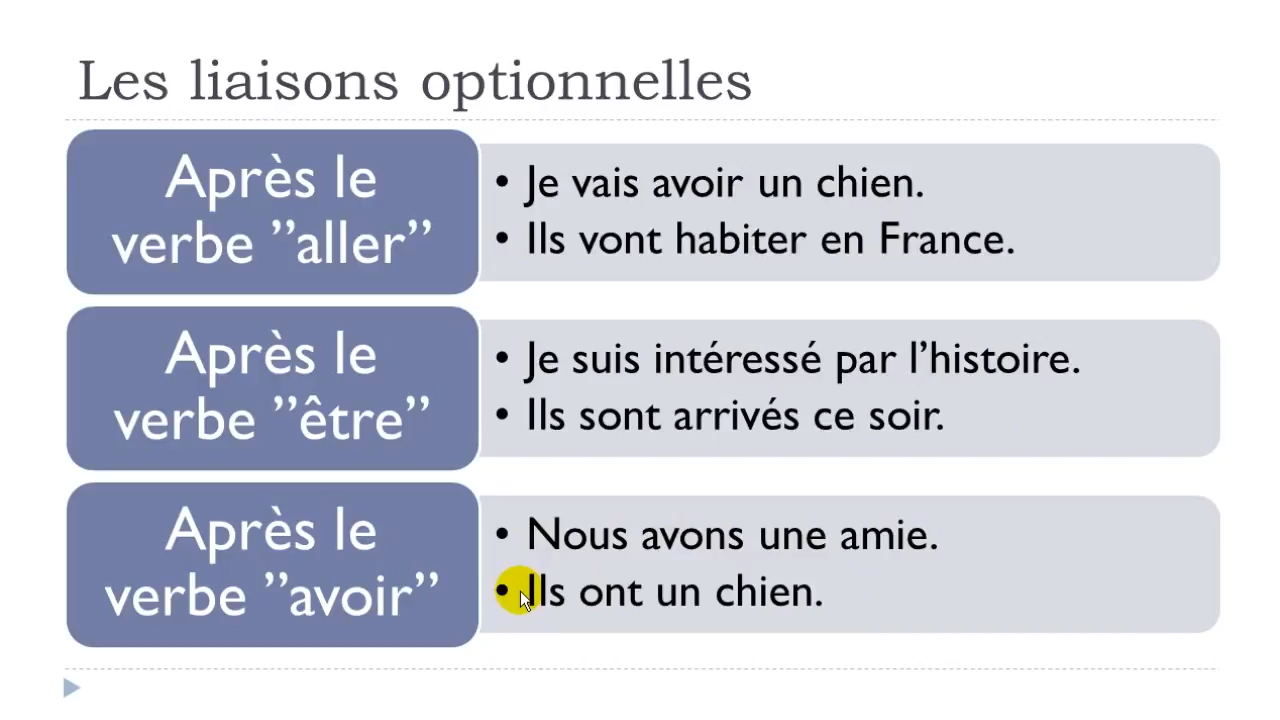 Les liaisons optionnelles
Après le
verbe ”aller”
• Je vais avoir un chien.
• Ils vont habiter en France.
Après le
verbe ”être”
• Je suis intéressé par l’histoire.
• Ils sont arrivés ce soir.
Après le
verbe ”avoir”
• Nous avons une amie.
• Ils ont un chien.